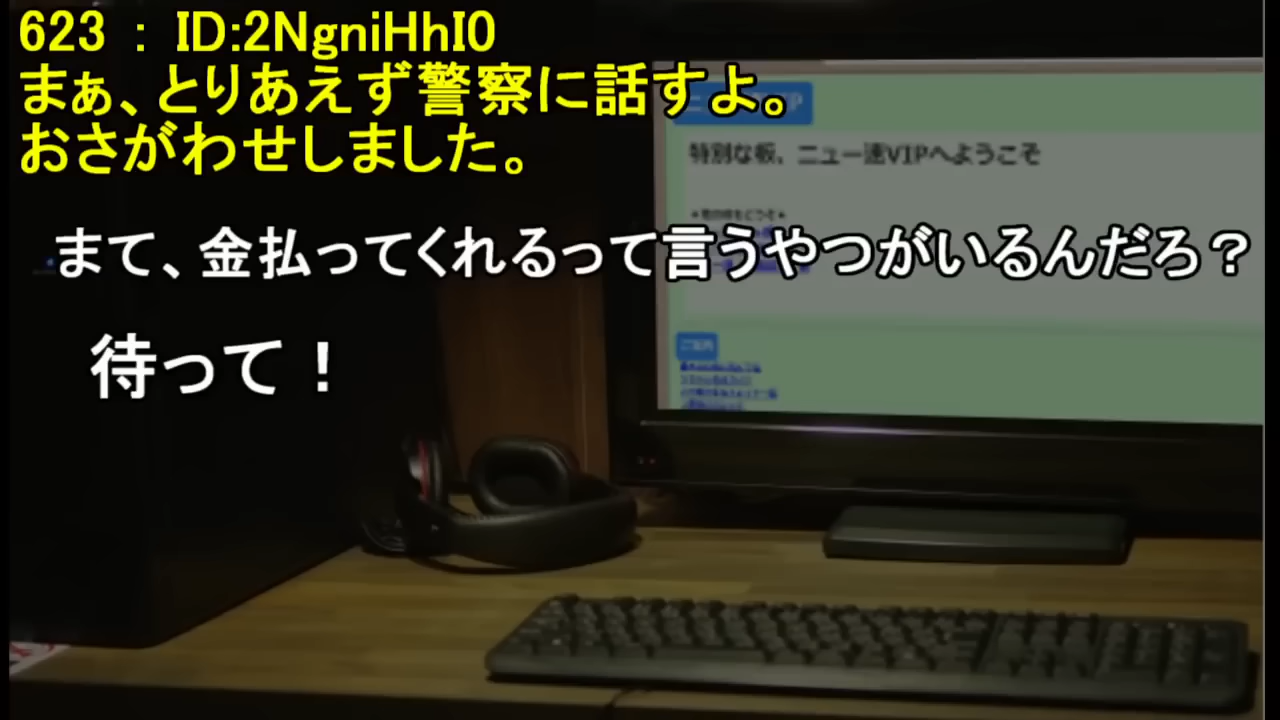 623 : ID:2NgniHhI0
まぁ、とりあえず警察に話すよ。
おさがわせしました。
特別な板、ニュー速VIPへようこそ
まて、金払ってくれるって言うやつがいるんだろ？
待って！
ご案内